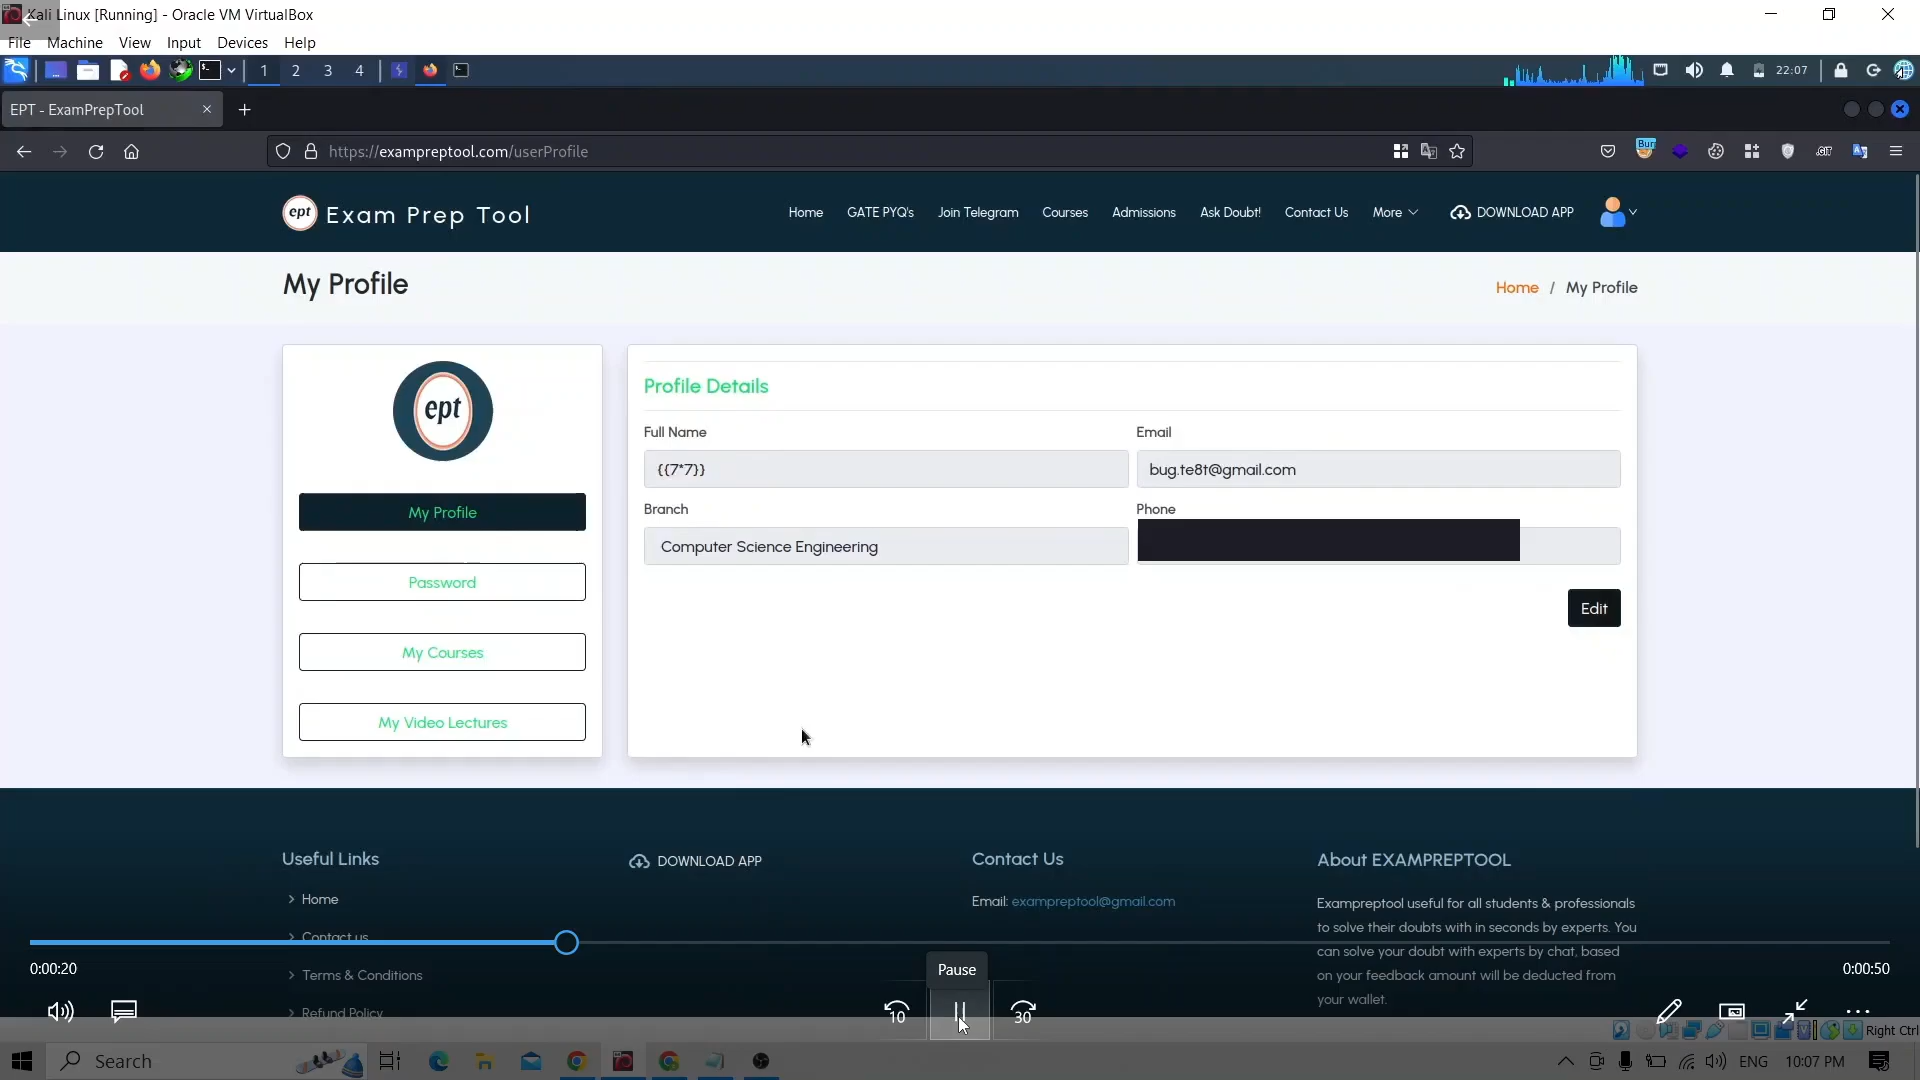 Kali Linux [Running] - Oracle VM VirtualBox
File Machine View Input Devices Help
1 2 3 4 22:07
EPT - ExamPrepTool
https://exampreptool.com/userProfile
ept Exam Prep Tool Home GATE PYQ's Join Telegram Courses Admissions Ask Doubt! Contact Us More DOWNLOAD APP
My Profile
Home / My Profile
ept
My Profile
Password
My Courses
My Video Lectures
Profile Details
Full Name Email
{{7*7}} bug.te8t@gmail.com
Branch Phone
Computer Science Engineering
Edit
Useful Links
Home
Contact us
Terms & Conditions
Refund Policy
DOWNLOAD APP
Contact Us
Email: exampreptool@gmail.com
About EXAMPREPTOOL
Exampreptool useful for all students & professionals
to solve their doubts with in seconds by experts. You
can solve your doubt with experts by chat, based
on your feedback amount will be deducted from
your wallet.
0:00:20 Pause 0:00:50
10 30
Right Ctrl
Search ENG 10:07 PM